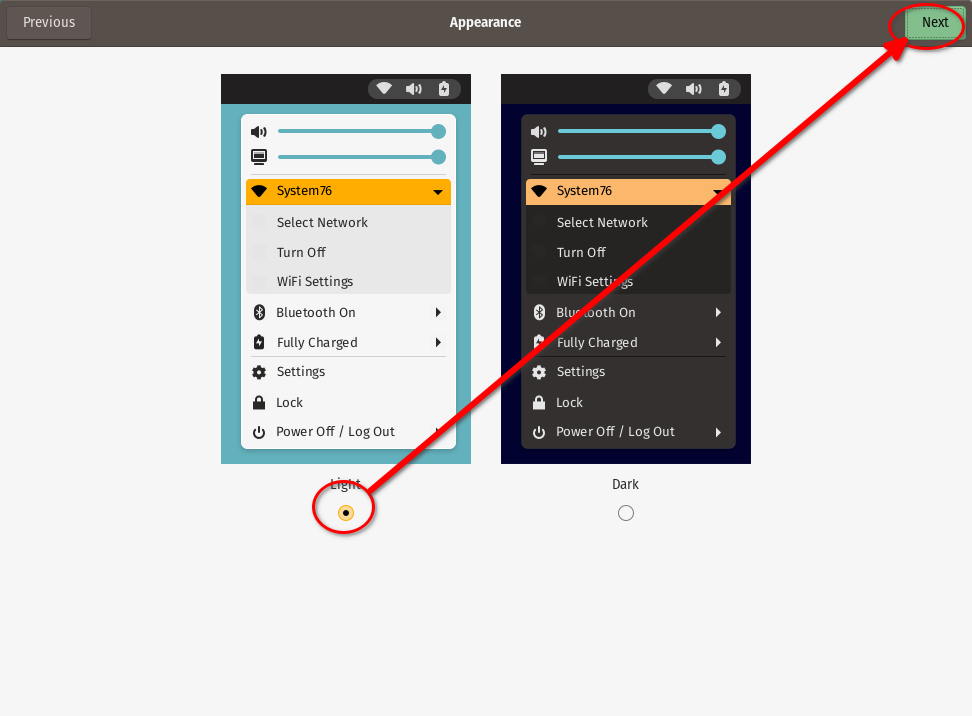 Previous
Appearance
Next
System76
Select Network
Turn Off
WiFi Settings
Bluetooth On
Fully Charged
Settings
Lock
Power Off / Log Out
Light
System76
Select Network
Turn Off
WiFi Settings
Bluetooth On
Fully Charged
Settings
Lock
Power Off / Log Out
Dark